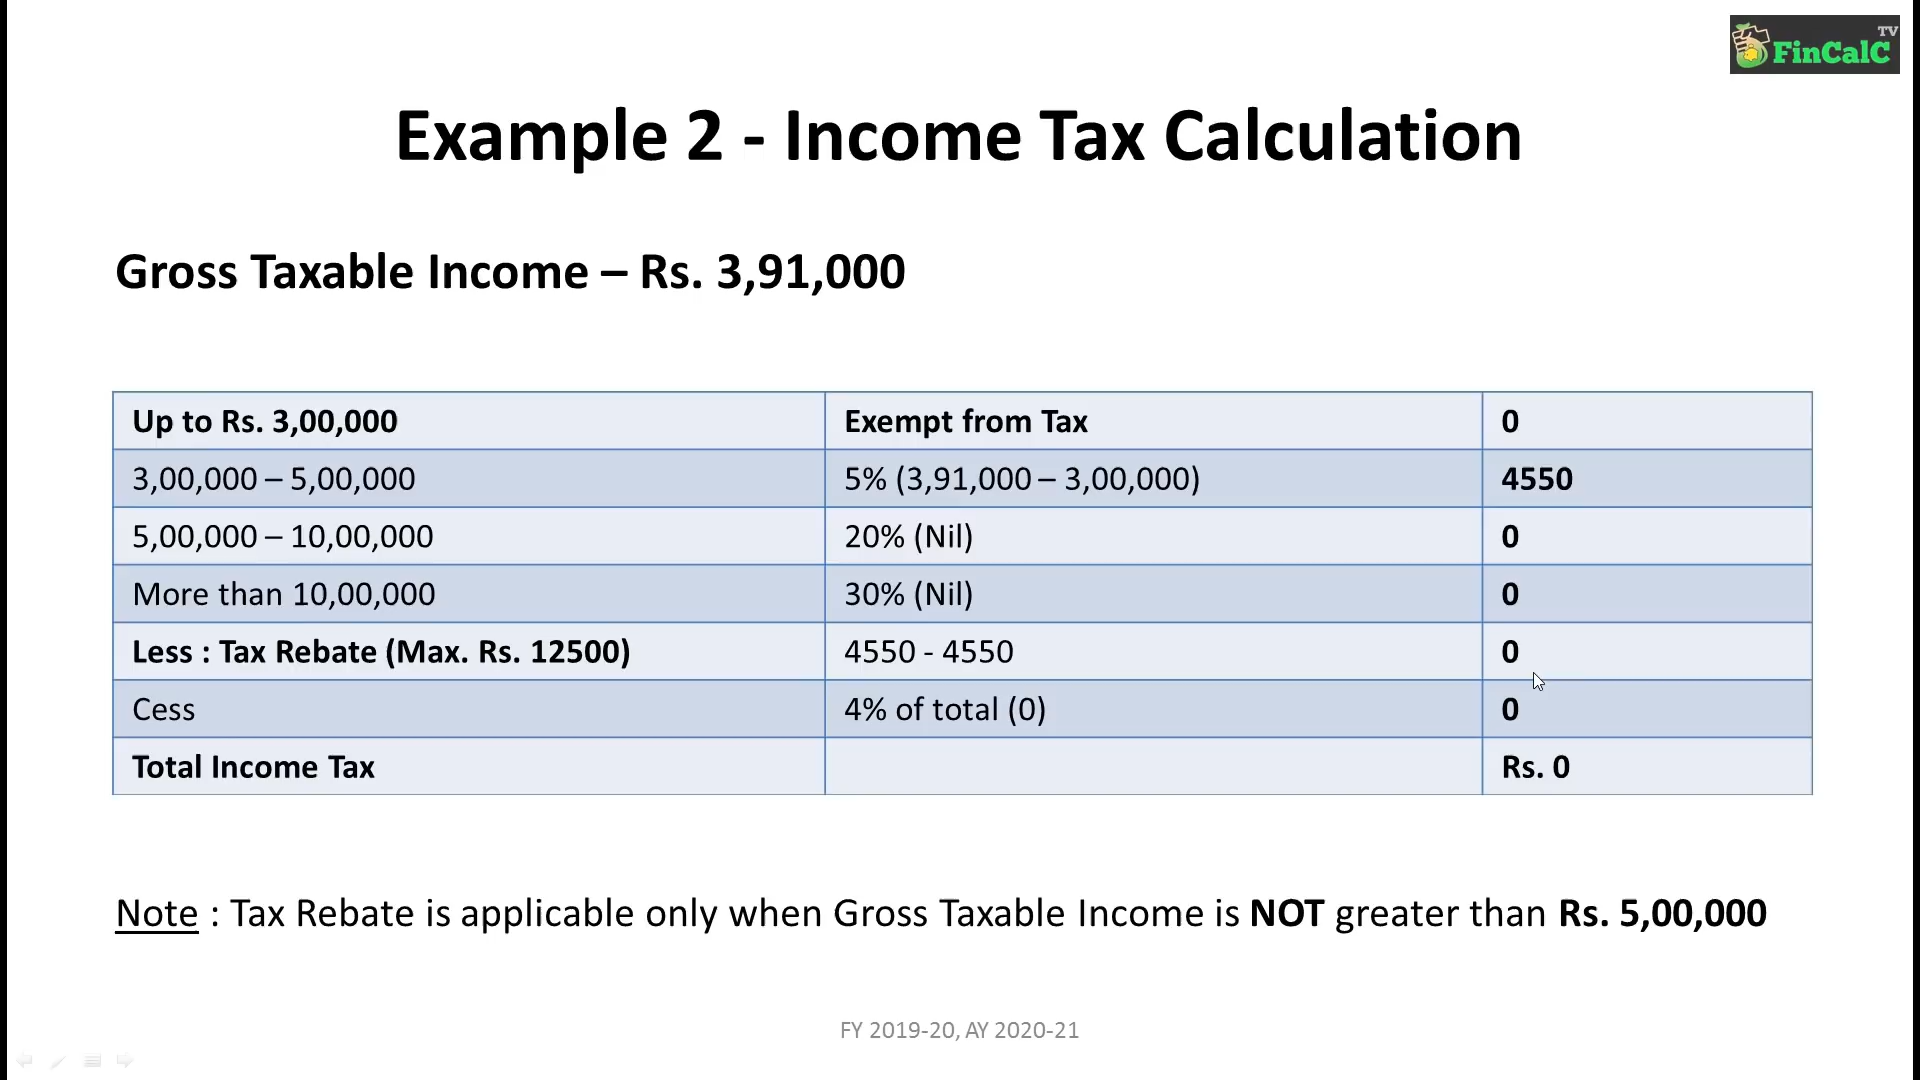 TV
FinCalC
Example 2 - Income Tax Calculation
Gross Taxable Income – Rs. 3,91,000
Up to Rs. 3,00,000 Exempt from Tax 0
3,00,000 – 5,00,000 5% (3,91,000 – 3,00,000) 4550
5,00,000 – 10,00,000 20% (Nil) 0
More than 10,00,000 30% (Nil) 0
Less : Tax Rebate (Max. Rs. 12500) 4550 - 4550 0
Cess 4% of total (0) 0
Total Income Tax Rs. 0
Note : Tax Rebate is applicable only when Gross Taxable Income is NOT greater than Rs. 5,00,000
FY 2019-20, AY 2020-21